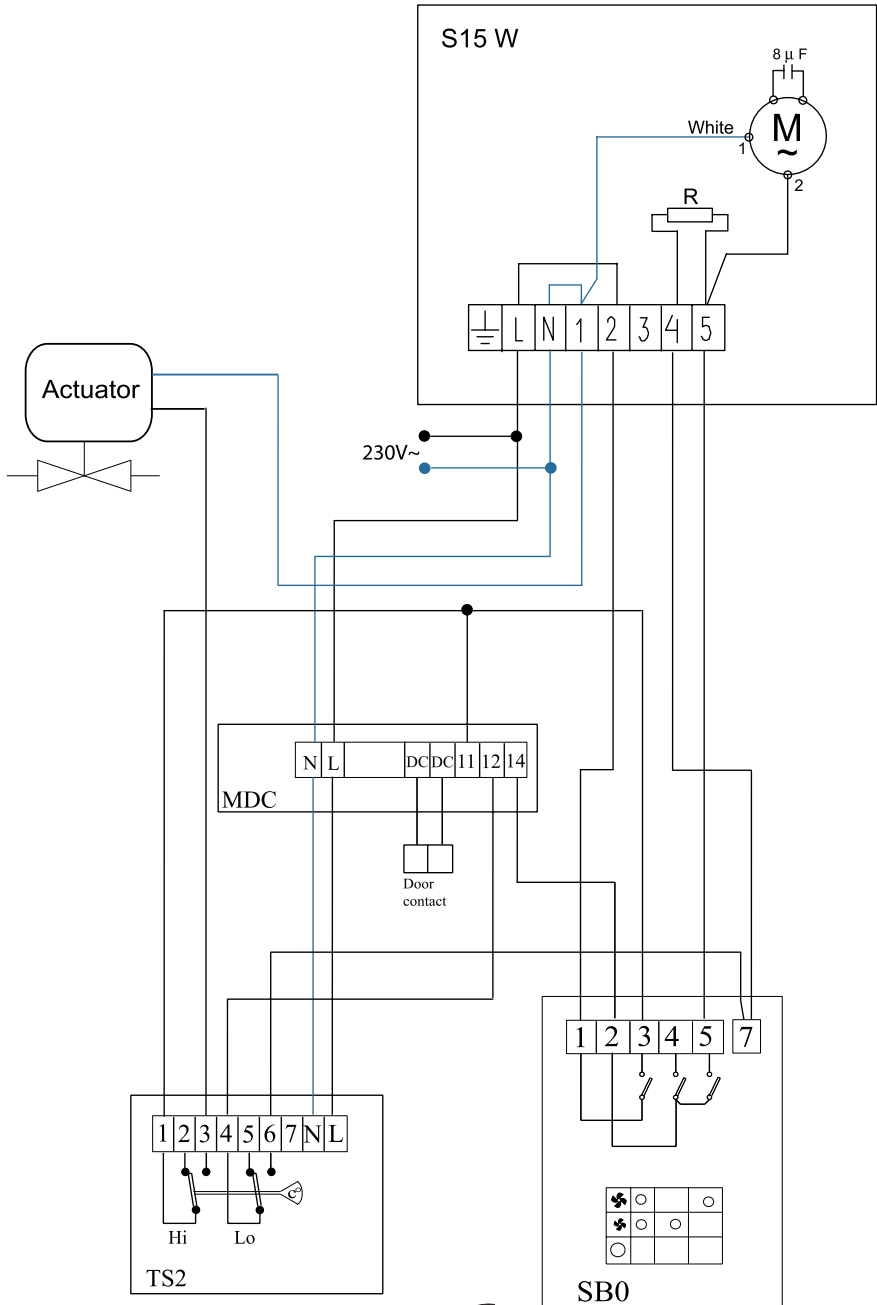 S15 W
8 µ F
White
M
~
1
2
R
L N 1 2 3 4 5
Actuator
230V~
N L DC DC 11 12 14
MDC
Door
contact
1 2 3 4 5 7
1 2 3 4 5 6 7 N L
c°
Hi Lo
TS2
SB0